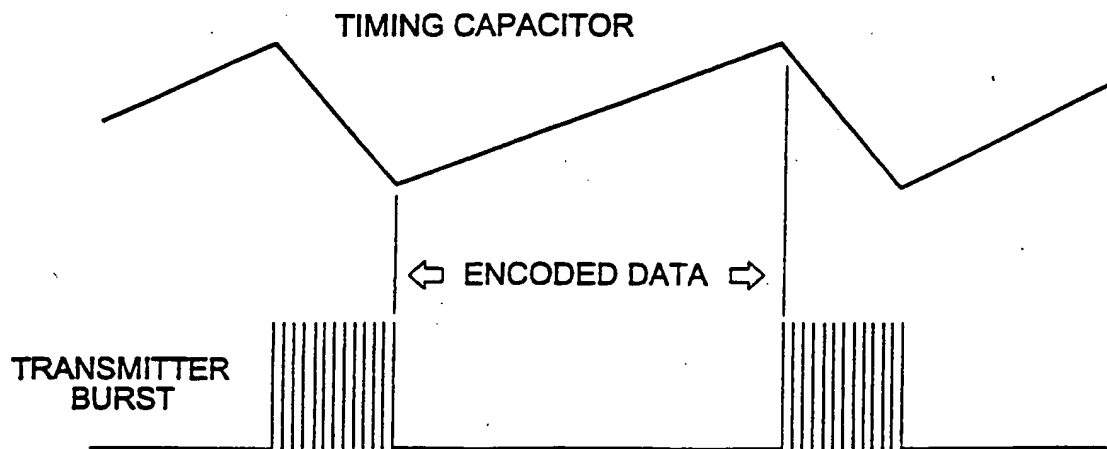 TIMING CAPACITOR
ENCODED DATA
TRANSMITTER
BURST